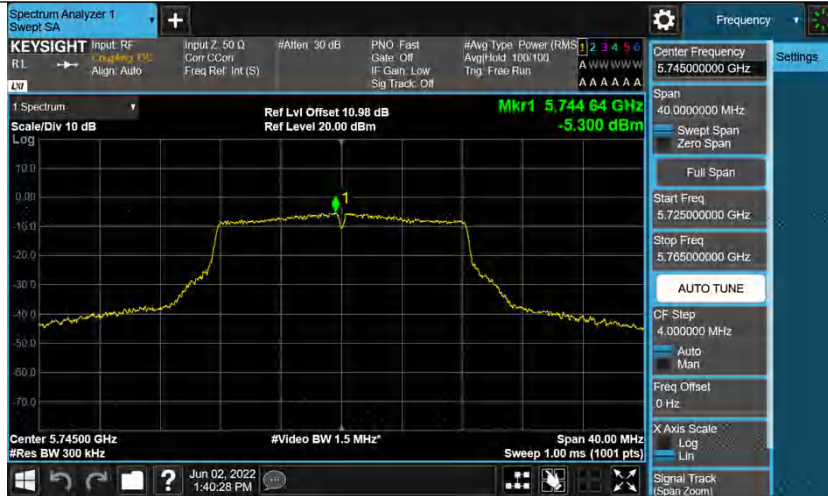 Spectrum Analyzer 1
Swept SA
+
Frequency
KEYSIGHT
RL
LXI
Input: RF
Coupling: DC
Align: Auto
Input Z: 50 Ω
Corr CCorr
Freq Ref: Int (S)
#Atten: 30 dB
PNO: Fast
Gate: Off
IF Gain: Low
Sig Track: Off
#Avg Type: Power (RMS
Avg|Hold: 100/100
Trig: Free Run
1 2 3 4 5 6
A W W W W W
A A A A A A
Center Frequency
5.745000000 GHz
Settings
Span
40.0000000 MHz
Swept Span
Zero Span
Full Span
Start Freq
5.725000000 GHz
Stop Freq
5.765000000 GHz
AUTO TUNE
CF Step
4.000000 MHz
Auto
Man
Freq Offset
0 Hz
X Axis Scale
Log
Lin
Signal Track
(Span Zoom)
1 Spectrum
Scale/Div 10 dB
Ref Lvl Offset 10.98 dB
Ref Level 20.00 dBm
Mkr1 5.744 64 GHz
-5.300 dBm
Log
10.0
0.00
-10.0
-20.0
-30.0
-40.0
-50.0
-60.0
-70.0
1
Center 5.74500 GHz
#Res BW 300 kHz
#Video BW 1.5 MHz*
Span 40.00 MHz
Sweep 1.00 ms (1001 pts)
?
Jun 02, 2022
1:40:28 PM